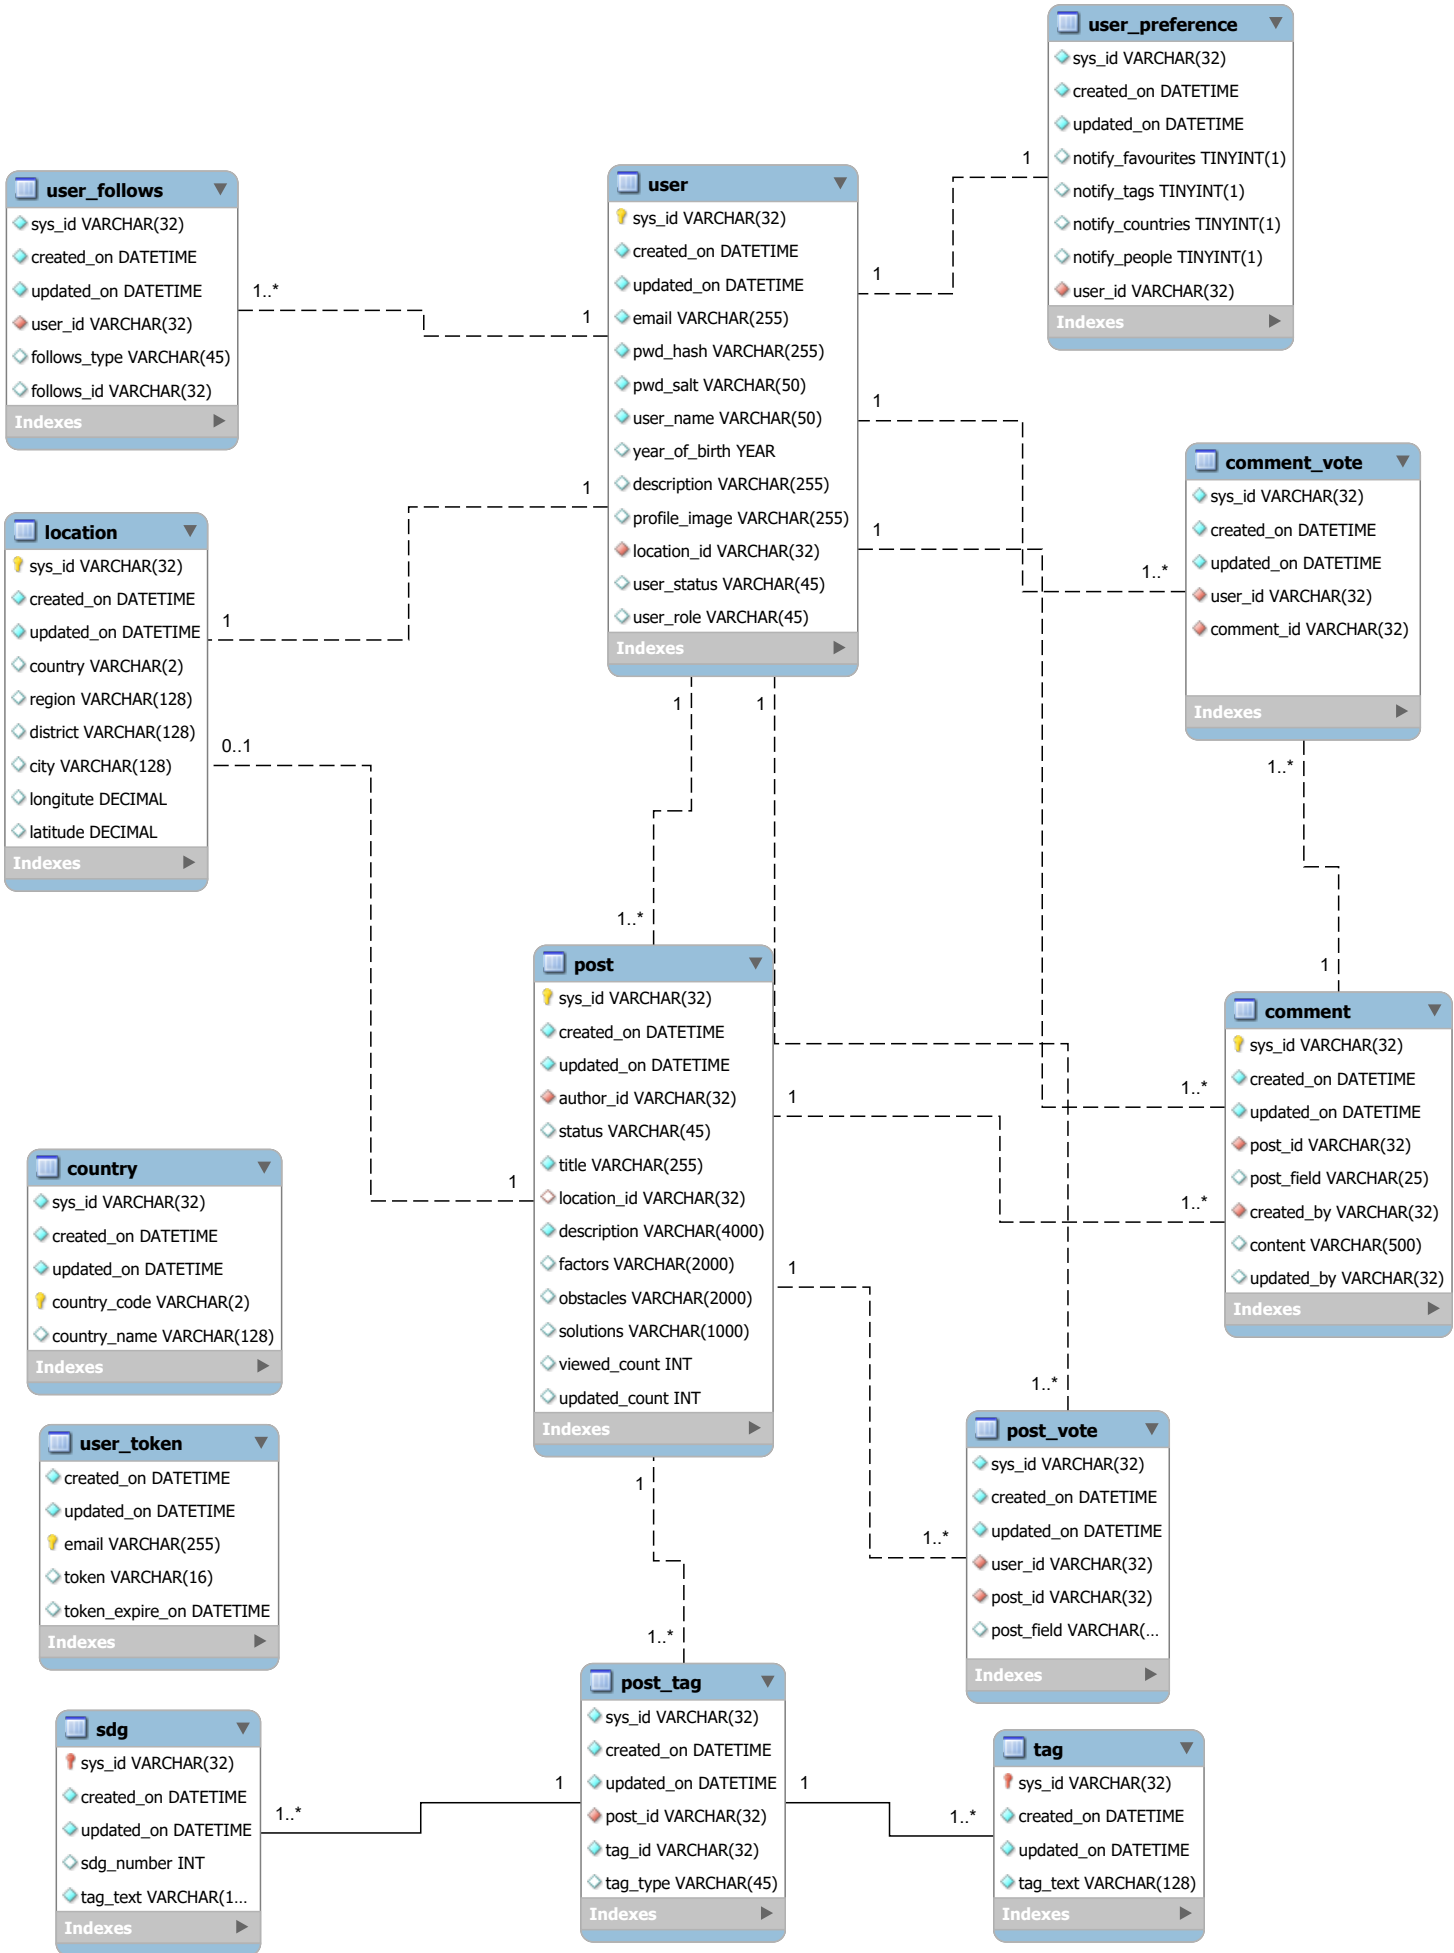 user_preference
sys_id VARCHAR(32)
created_on DATETIME
updated_on DATETIME
notify_favourites TINYINT(1)
notify_tags TINYINT(1)
notify_countries TINYINT(1)
notify_people TINYINT(1)
user_id VARCHAR(32)
Indexes
1
1
user_follows
sys_id VARCHAR(32)
created_on DATETIME
updated_on DATETIME
user_id VARCHAR(32)
follows_type VARCHAR(45)
follows_id VARCHAR(32)
Indexes
1..*
1
user
sys_id VARCHAR(32)
created_on DATETIME
updated_on DATETIME
email VARCHAR(255)
pwd_hash VARCHAR(255)
pwd_salt VARCHAR(50)
user_name VARCHAR(50)
year_of_birth YEAR
description VARCHAR(255)
profile_image VARCHAR(255)
location_id VARCHAR(32)
user_status VARCHAR(45)
user_role VARCHAR(45)
Indexes
1
1
1
1
1
comment_vote
sys_id VARCHAR(32)
created_on DATETIME
updated_on DATETIME
user_id VARCHAR(32)
comment_id VARCHAR(32)
Indexes
1..*
1..*
1
location
sys_id VARCHAR(32)
created_on DATETIME
updated_on DATETIME
country VARCHAR(2)
region VARCHAR(128)
district VARCHAR(128)
city VARCHAR(128)
longitute DECIMAL
latitude DECIMAL
Indexes
1
0..1
1..*
post
sys_id VARCHAR(32)
created_on DATETIME
updated_on DATETIME
author_id VARCHAR(32)
status VARCHAR(45)
title VARCHAR(255)
location_id VARCHAR(32)
description VARCHAR(4000)
factors VARCHAR(2000)
obstacles VARCHAR(2000)
solutions VARCHAR(1000)
viewed_count INT
updated_count INT
Indexes
1
1
1
1
comment
sys_id VARCHAR(32)
created_on DATETIME
updated_on DATETIME
post_id VARCHAR(32)
post_field VARCHAR(25)
created_by VARCHAR(32)
content VARCHAR(500)
updated_by VARCHAR(32)
Indexes
1..*
1..*
country
sys_id VARCHAR(32)
created_on DATETIME
updated_on DATETIME
country_code VARCHAR(2)
country_name VARCHAR(128)
Indexes
user_token
created_on DATETIME
updated_on DATETIME
email VARCHAR(255)
token VARCHAR(16)
token_expire_on DATETIME
Indexes
1..*
1..*
post_vote
sys_id VARCHAR(32)
created_on DATETIME
updated_on DATETIME
user_id VARCHAR(32)
post_id VARCHAR(32)
post_field VARCHAR(...
Indexes
1..*
post_tag
sys_id VARCHAR(32)
created_on DATETIME
updated_on DATETIME
post_id VARCHAR(32)
tag_id VARCHAR(32)
tag_type VARCHAR(45)
Indexes
1
1
sdg
sys_id VARCHAR(32)
created_on DATETIME
updated_on DATETIME
sdg_number INT
tag_text VARCHAR(1...
Indexes
1..*
tag
sys_id VARCHAR(32)
created_on DATETIME
updated_on DATETIME
tag_text VARCHAR(128)
Indexes
1..*